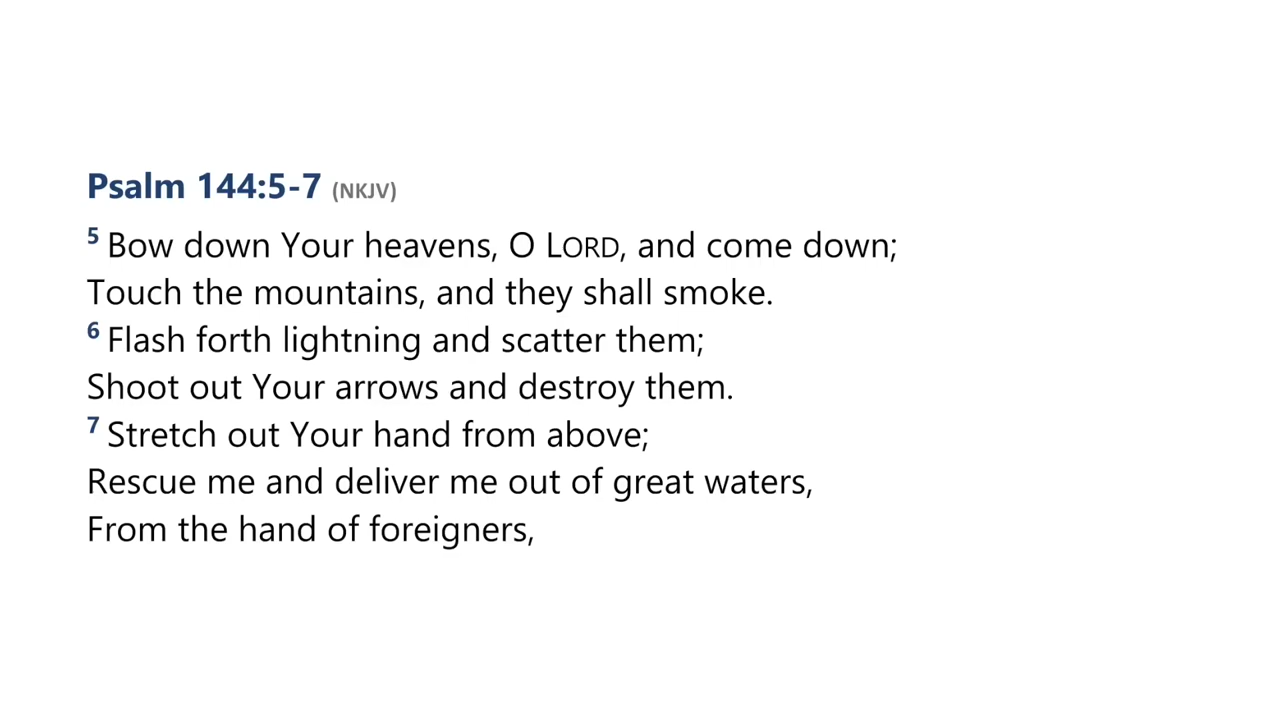 Psalm 144:5-7 (NKJV)
5 Bow down Your heavens, O LORD, and come down;
Touch the mountains, and they shall smoke.
6 Flash forth lightning and scatter them;
Shoot out Your arrows and destroy them.
7 Stretch out Your hand from above;
Rescue me and deliver me out of great waters,
From the hand of foreigners,